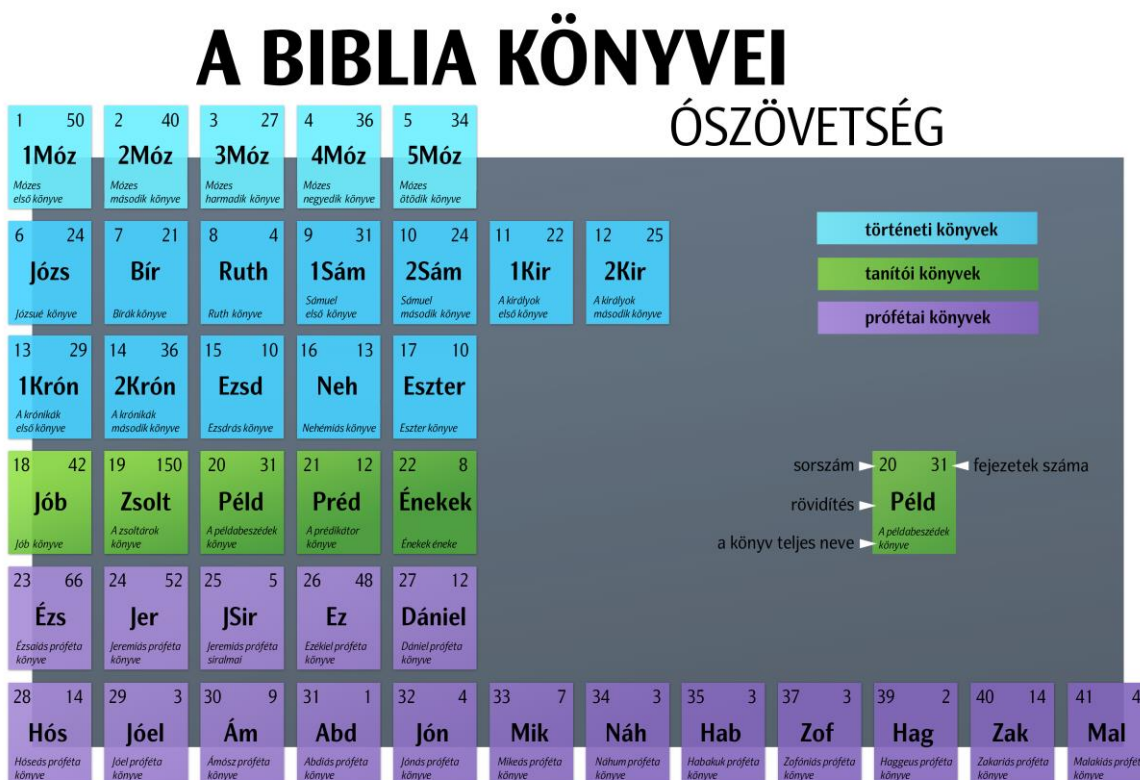 A BIBLIA KÖNYVEI
ÓSZÖVETSÉG
1 50
1Móz
Mózes
első könyve
2 40
2Móz
Mózes
második könyve
3 27
3Móz
Mózes
harmadik könyve
4 36
4Móz
Mózes
negyedik könyve
5 34
5Móz
Mózes
ötödik könyve
6 24
Józs
Józsué könyve
7 21
Bír
Bírák könyve
8 4
Ruth
Ruth könyve
9 31
1Sám
Sámuel
első könyve
10 24
2Sám
Sámuel
második könyve
11 22
1Kir
A királyok
első könyve
12 25
2Kir
A királyok
második könyve
történeti könyvek
tanítói könyvek
prófétai könyvek
13 29
1Krón
A krónikák
első könyve
14 36
2Krón
A krónikák
második könyve
15 10
Ezsd
Ezsdrás könyve
16 13
Neh
Nehémiás könyve
17 10
Eszter
Eszter könyve
18 42
Jób
Jób könyve
19 150
Zsolt
A zsoltárok
könyve
20 31
Péld
A példabeszédek
könyve
21 12
Préd
A prédikátor
könyve
22 8
Énekek
Énekek éneke
sorszám 20 31 fejezetek száma
rövidítés Péld
a könyv teljes neve A példabeszédek
könyve
23 66
Ézs
Ézsaiás próféta
könyve
24 52
Jer
Jeremiás próféta
könyve
25 5
JSir
Jeremiás próféta
siralmai
26 48
Ez
Ezékiel próféta
könyve
27 12
Dániel
Dániel próféta
könyve
28 14
Hós
Hóseás próféta
könyve
29 3
Jóel
Jóel próféta
könyve
30 9
Ám
Ámósz próféta
könyve
31 1
Abd
Abdiás próféta
könyve
32 4
Jón
Jónás próféta
könyve
33 7
Mik
Mikeás próféta
könyve
34 3
Náh
Náhum próféta
könyve
35 3
Hab
Habakuk próféta
könyve
37 3
Zof
Zofóniás próféta
könyve
39 2
Hag
Haggeus próféta
könyve
40 14
Zak
Zakariás próféta
könyve
41 4
Mal
Malakiás próféta
könyve